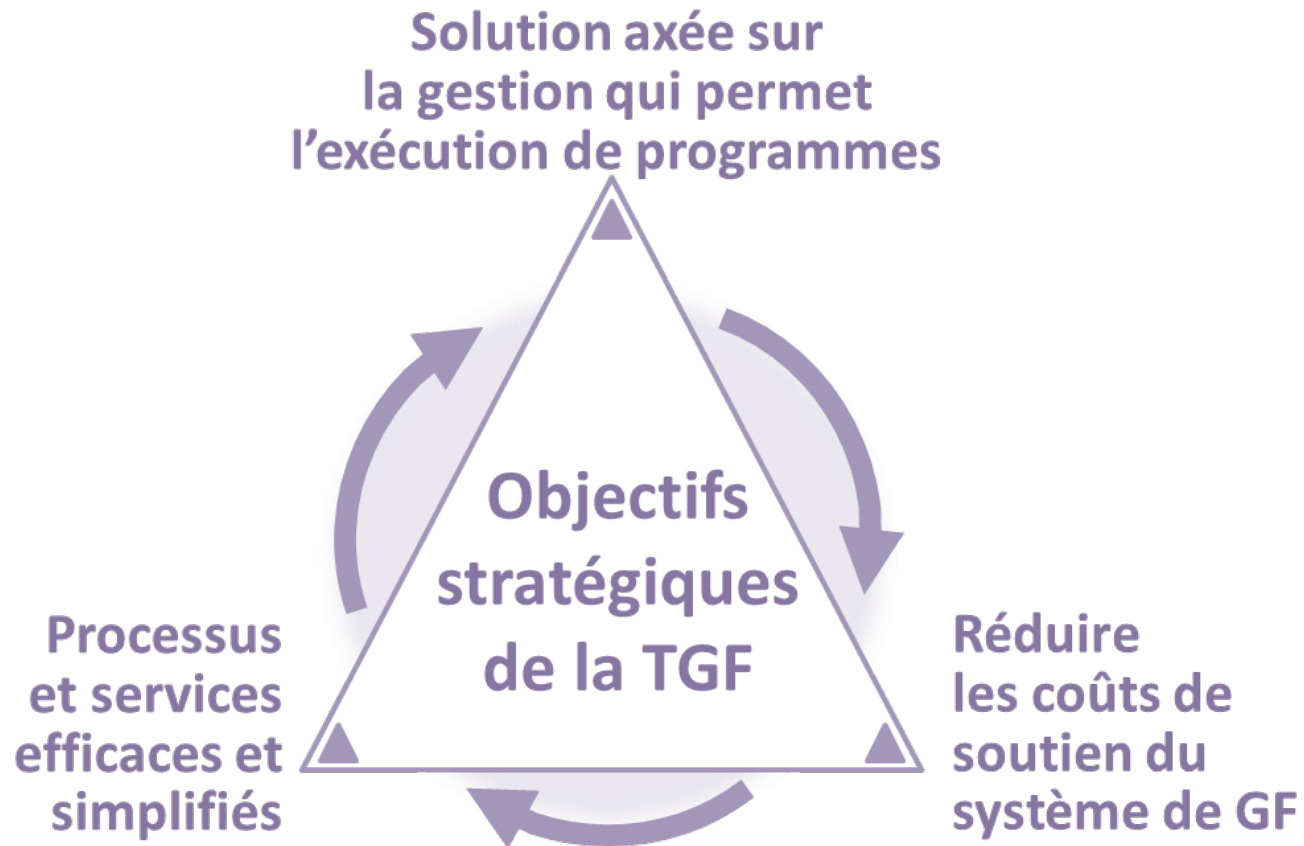 Solution axée sur
la gestion qui permet
l’exécution de programmes
Objectifs
stratégiques
de la TGF
Processus
et services
efficaces et
simplifiés
Réduire
les coûts de
soutien du
système de GF